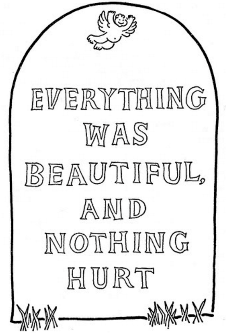 EVERYTHING
WAS
BEAUTIFUL,
AND
NOTHING
HURT